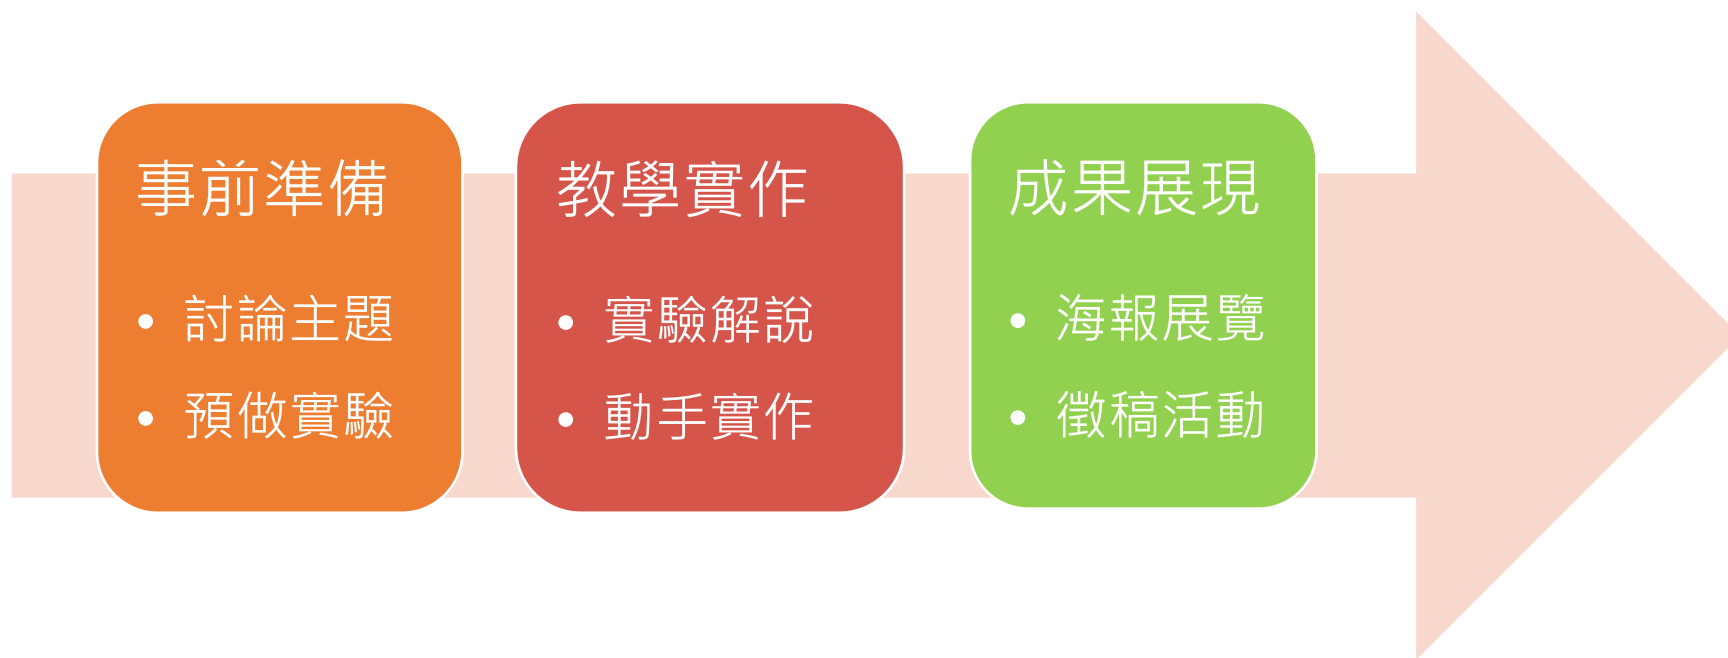 事前準備
• 討論主題
• 預做實驗
教學實作
• 實驗解說
• 動手實作
成果展現
• 海報展覽
• 徵稿活動